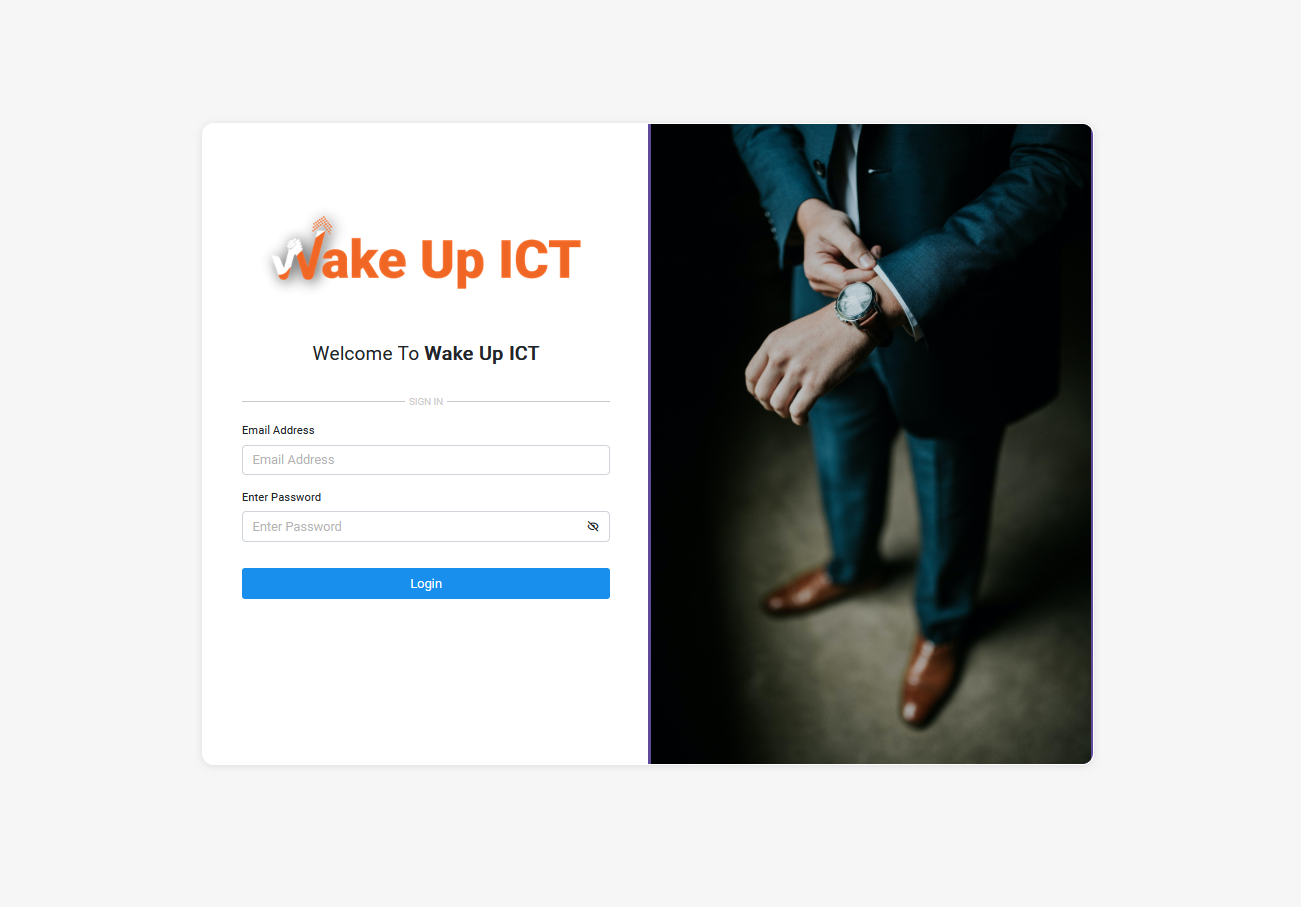 Wake Up ICT
Welcome To Wake Up ICT
SIGN IN
Email Address
Email Address
Enter Password
Enter Password
Login